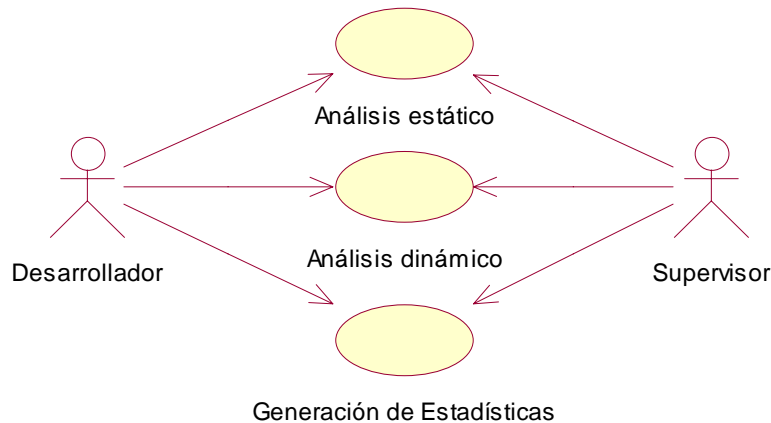 Análisis estático
Análisis dinámico
Desarrollador
Supervisor
Generación de Estadísticas